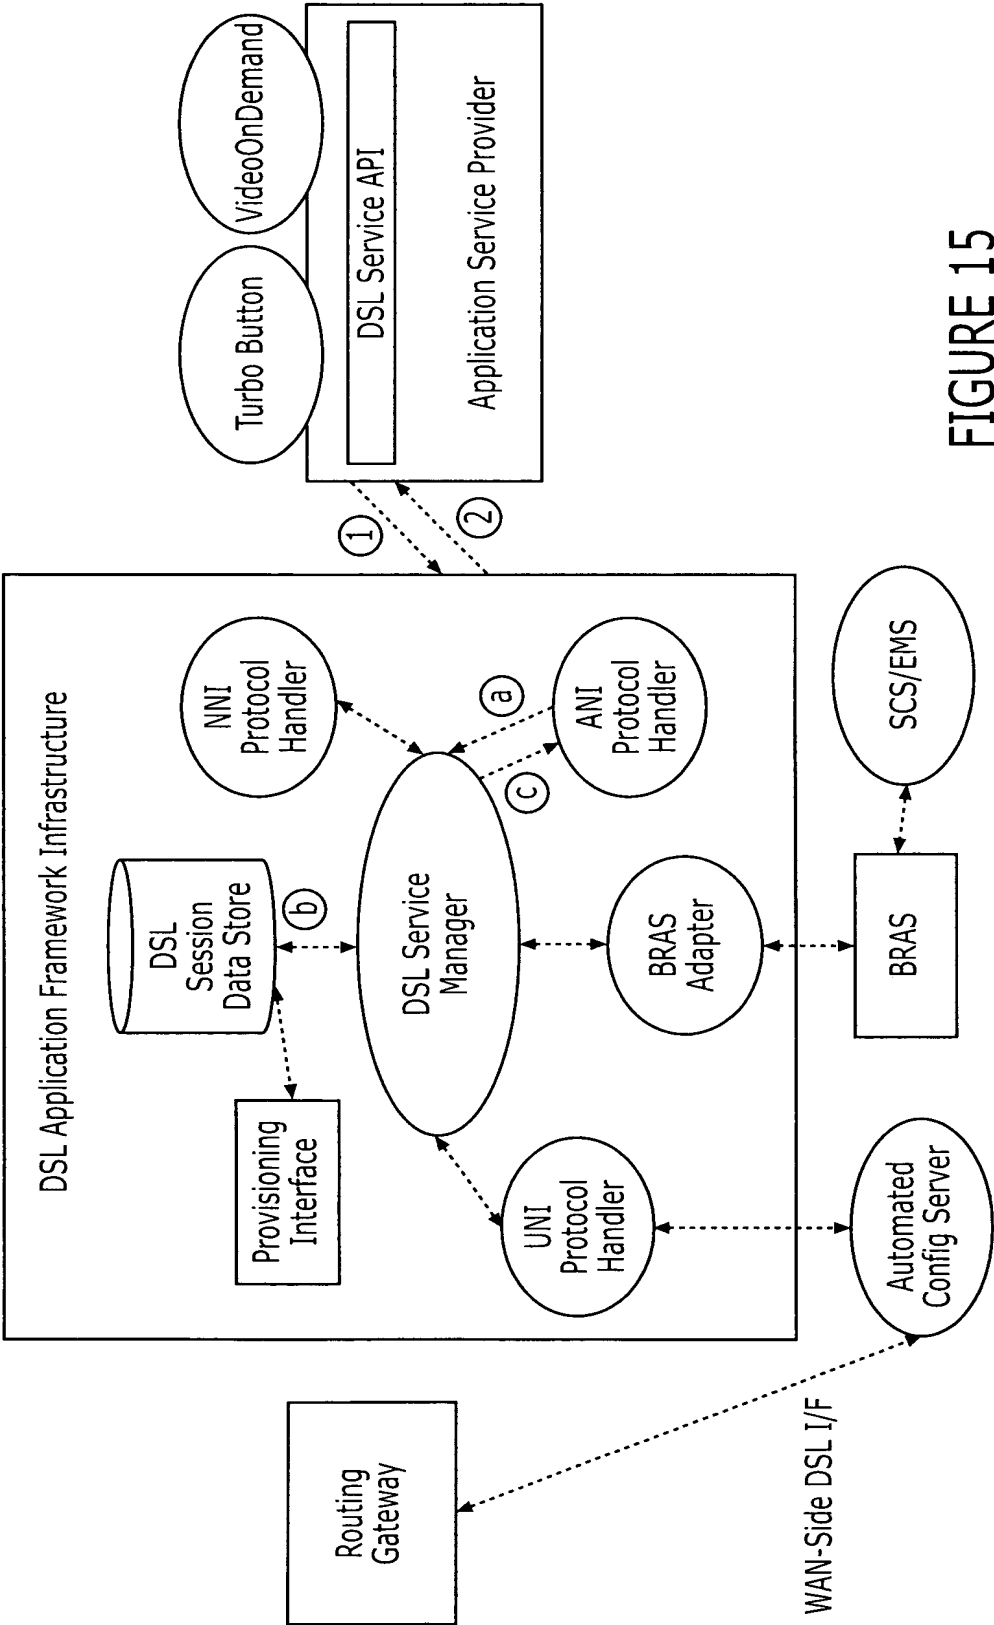 DSL Application Framework Infrastructure
Provisioning
Interface
DSL
Session
Data Store
b
NNI
Protocol
Handler
DSL Service
Manager
a
c
UNI
Protocol
Handler
BRAS
Adapter
ANI
Protocol
Handler
Routing
Gateway
WAN-Side DSL I/F
Automated
Config Server
BRAS
SCS/EMS
1
2
Turbo Button
VideoOnDemand
DSL Service API
Application Service Provider
FIGURE 15